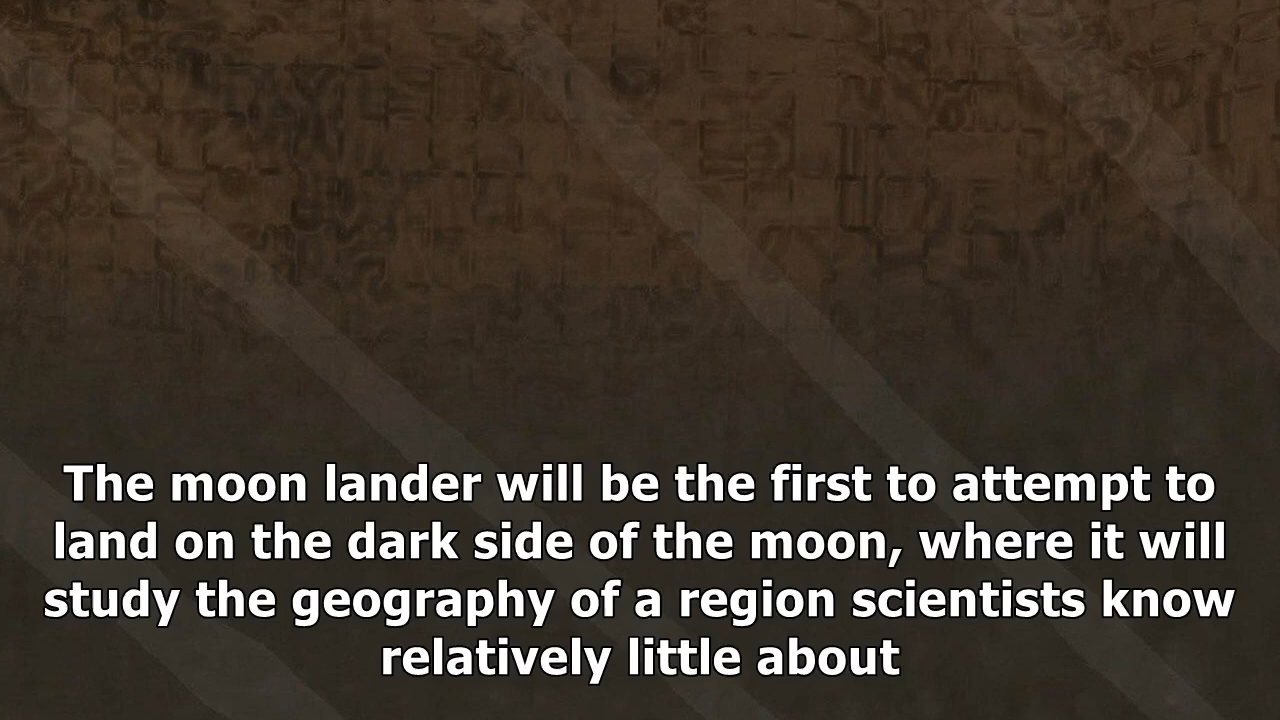 The moon lander will be the first to attempt to
land on the dark side of the moon, where it will
study the geography of a region scientists know
relatively little about